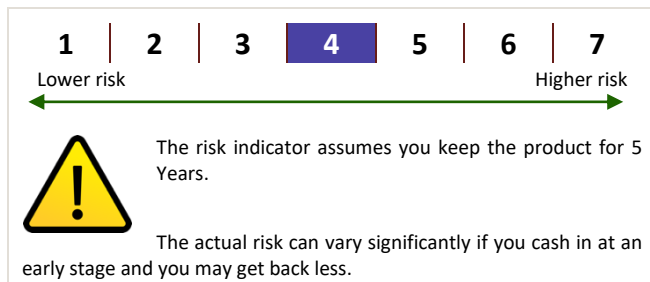 1 2 3 4 5 6 7
Lower risk Higher risk
The risk indicator assumes you keep the product for 5
Years.
The actual risk can vary significantly if you cash in at an
early stage and you may get back less.